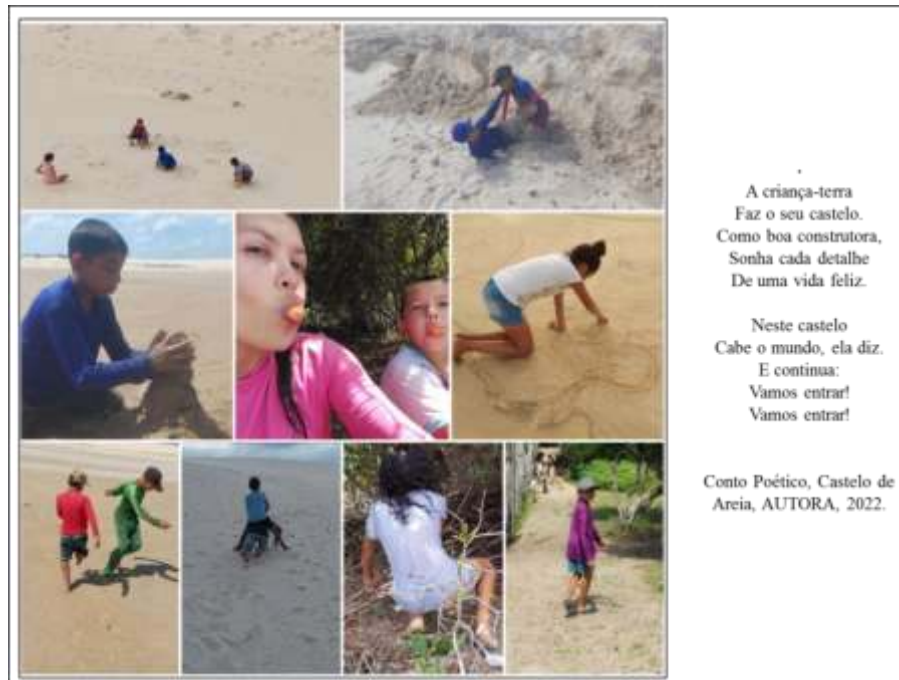 A criança-terra
Faz o seu castelo.
Como boa construtora,
Sonha cada detalhe
De uma vida feliz.
Neste castelo
Cabe o mundo, ela diz.
E continua:
Vamos entrar!
Vamos entrar!
Conto Poético, Castelo de
Areia, AUTORA, 2022.